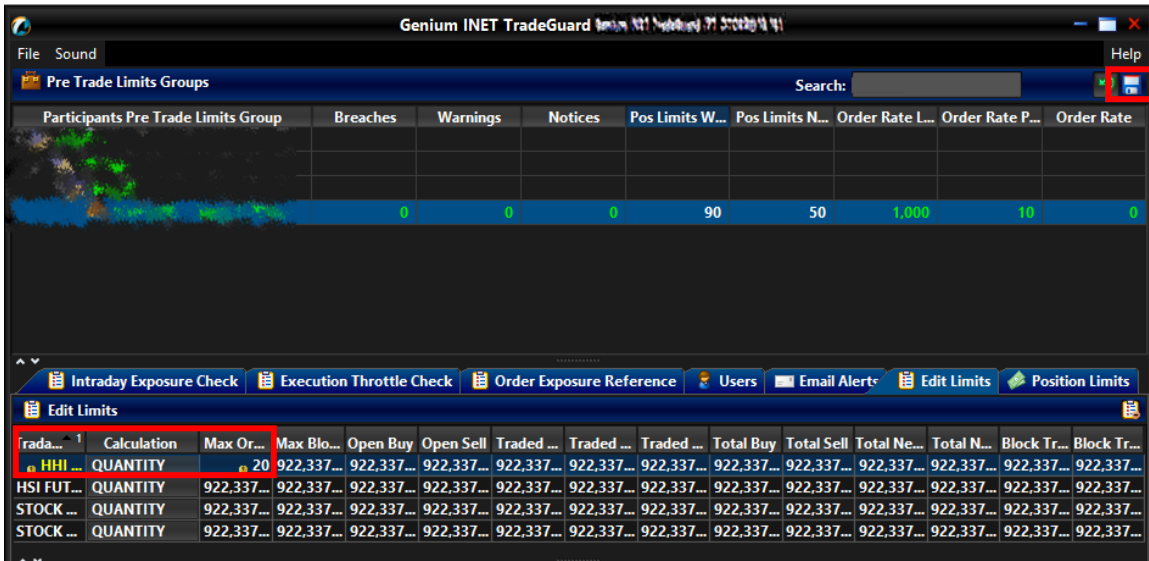 Genium INET TradeGuard
File Sound Help
Pre Trade Limits Groups Search:
Participants Pre Trade Limits Group Breaches Warnings Notices Pos Limits W... Pos Limits N... Order Rate L... Order Rate P... Order Rate
0 0 0 90 50 1,000 10 0
Intraday Exposure Check Execution Throttle Check Order Exposure Reference Users Email Alerts Edit Limits Position Limits
Edit Limits
Trada... 1 Calculation Max Or... Max Blo... Open Buy Open Sell Traded ... Traded ... Traded ... Total Buy Total Sell Total Ne... Total N... Block Tr... Block Tr...
HHI ... QUANTITY 20 922,337... 922,337... 922,337... 922,337... 922,337... 922,337... 922,337... 922,337... 922,337... 922,337... 922,337... 922,337...
HSI FUT... QUANTITY 922,337... 922,337... 922,337... 922,337... 922,337... 922,337... 922,337... 922,337... 922,337... 922,337... 922,337... 922,337... 922,337...
STOCK ... QUANTITY 922,337... 922,337... 922,337... 922,337... 922,337... 922,337... 922,337... 922,337... 922,337... 922,337... 922,337... 922,337... 922,337...
STOCK ... QUANTITY 922,337... 922,337... 922,337... 922,337... 922,337... 922,337... 922,337... 922,337... 922,337... 922,337... 922,337... 922,337... 922,337...